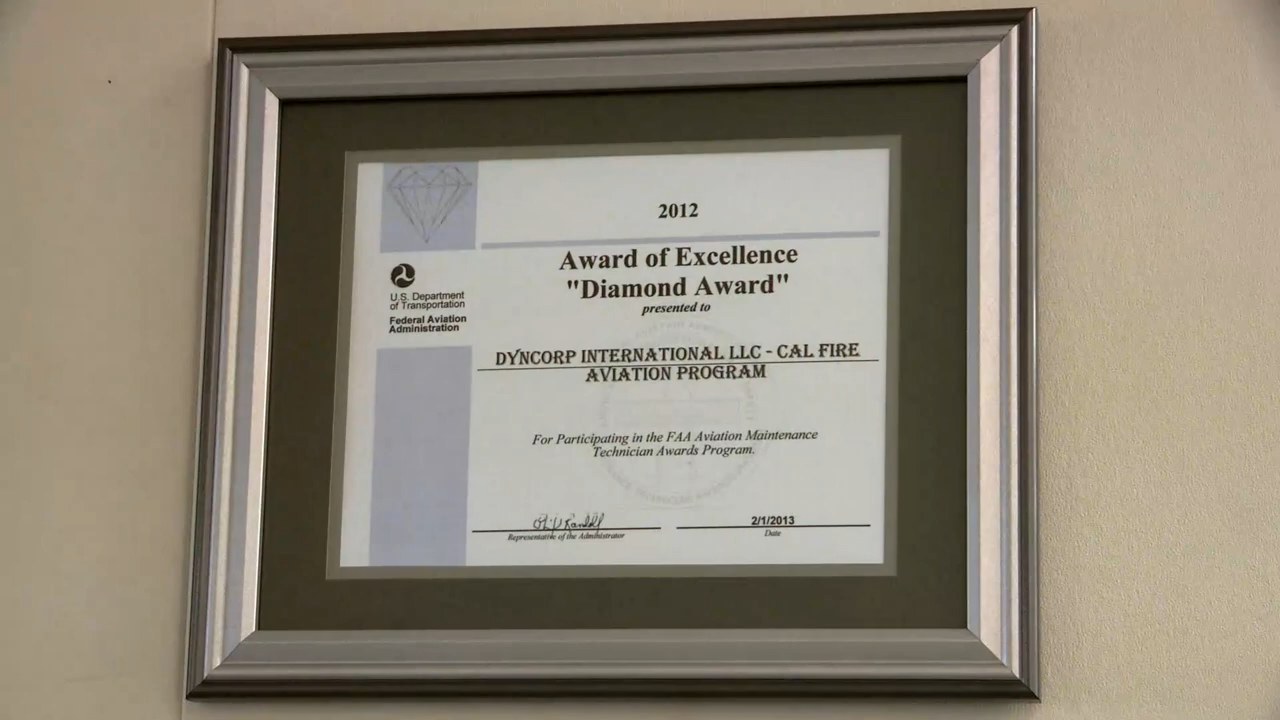 2012
Award of Excellence
"Diamond Award"
presented to
U.S. Department
of Transportation
Federal Aviation
Administration
DYNCORP INTERNATIONAL LLC - CAL FIRE
AVIATION PROGRAM
For Participating in the FAA Aviation Maintenance
Technician Awards Program.
2/1/2013
Representative of the Administrator
Date